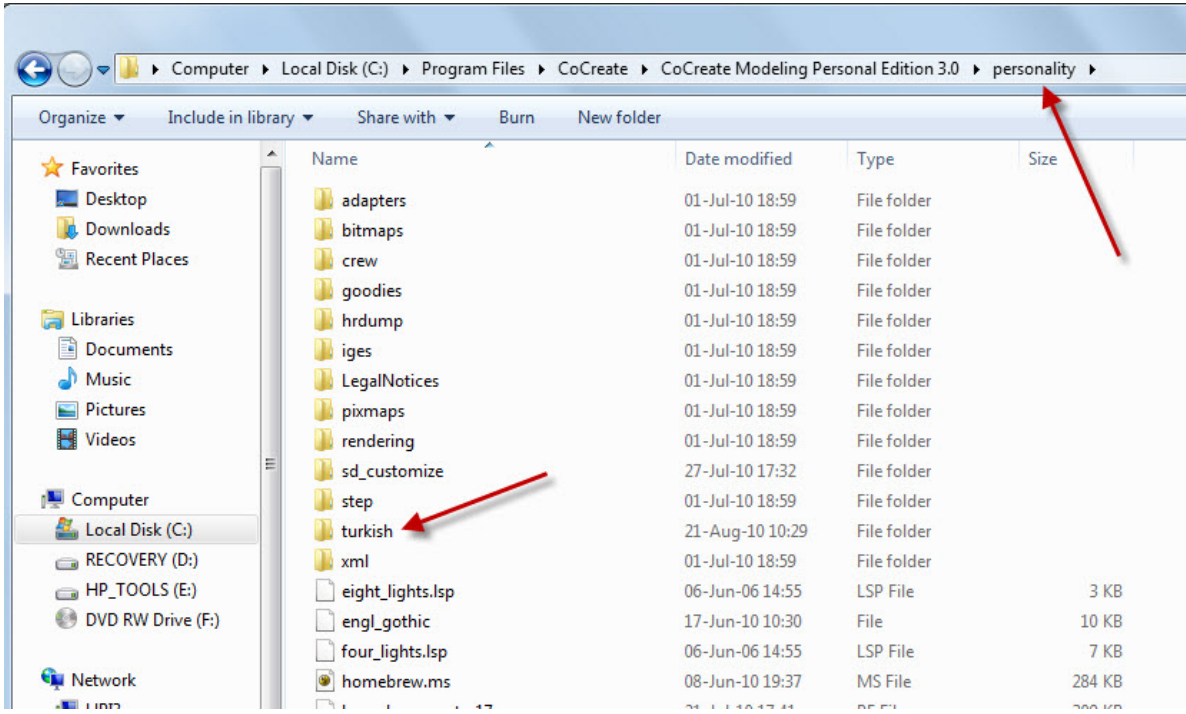 Computer Local Disk (C:) Program Files CoCreate CoCreate Modeling Personal Edition 3.0 personality
Organize Include in library Share with Burn New folder
Favorites
Desktop
Downloads
Recent Places
Libraries
Documents
Music
Pictures
Videos
Computer
Local Disk (C:)
RECOVERY (D:)
HP_TOOLS (E:)
DVD RW Drive (F:)
Network
Name Date modified Type Size
adapters 01-Jul-10 18:59 File folder
bitmaps 01-Jul-10 18:59 File folder
crew 01-Jul-10 18:59 File folder
goodies 01-Jul-10 18:59 File folder
hrdump 01-Jul-10 18:59 File folder
iges 01-Jul-10 18:59 File folder
LegalNotices 01-Jul-10 18:59 File folder
pixmaps 01-Jul-10 18:59 File folder
rendering 01-Jul-10 18:59 File folder
sd_customize 27-Jul-10 17:32 File folder
step 01-Jul-10 18:59 File folder
turkish 21-Aug-10 10:29 File folder
xml 01-Jul-10 18:59 File folder
eight_lights.lsp 06-Jun-06 14:55 LSP File 3 KB
engl_gothic 17-Jun-10 10:30 File 10 KB
four_lights.lsp 06-Jun-06 14:55 LSP File 7 KB
homebrew.ms 08-Jun-10 19:37 MS File 284 KB